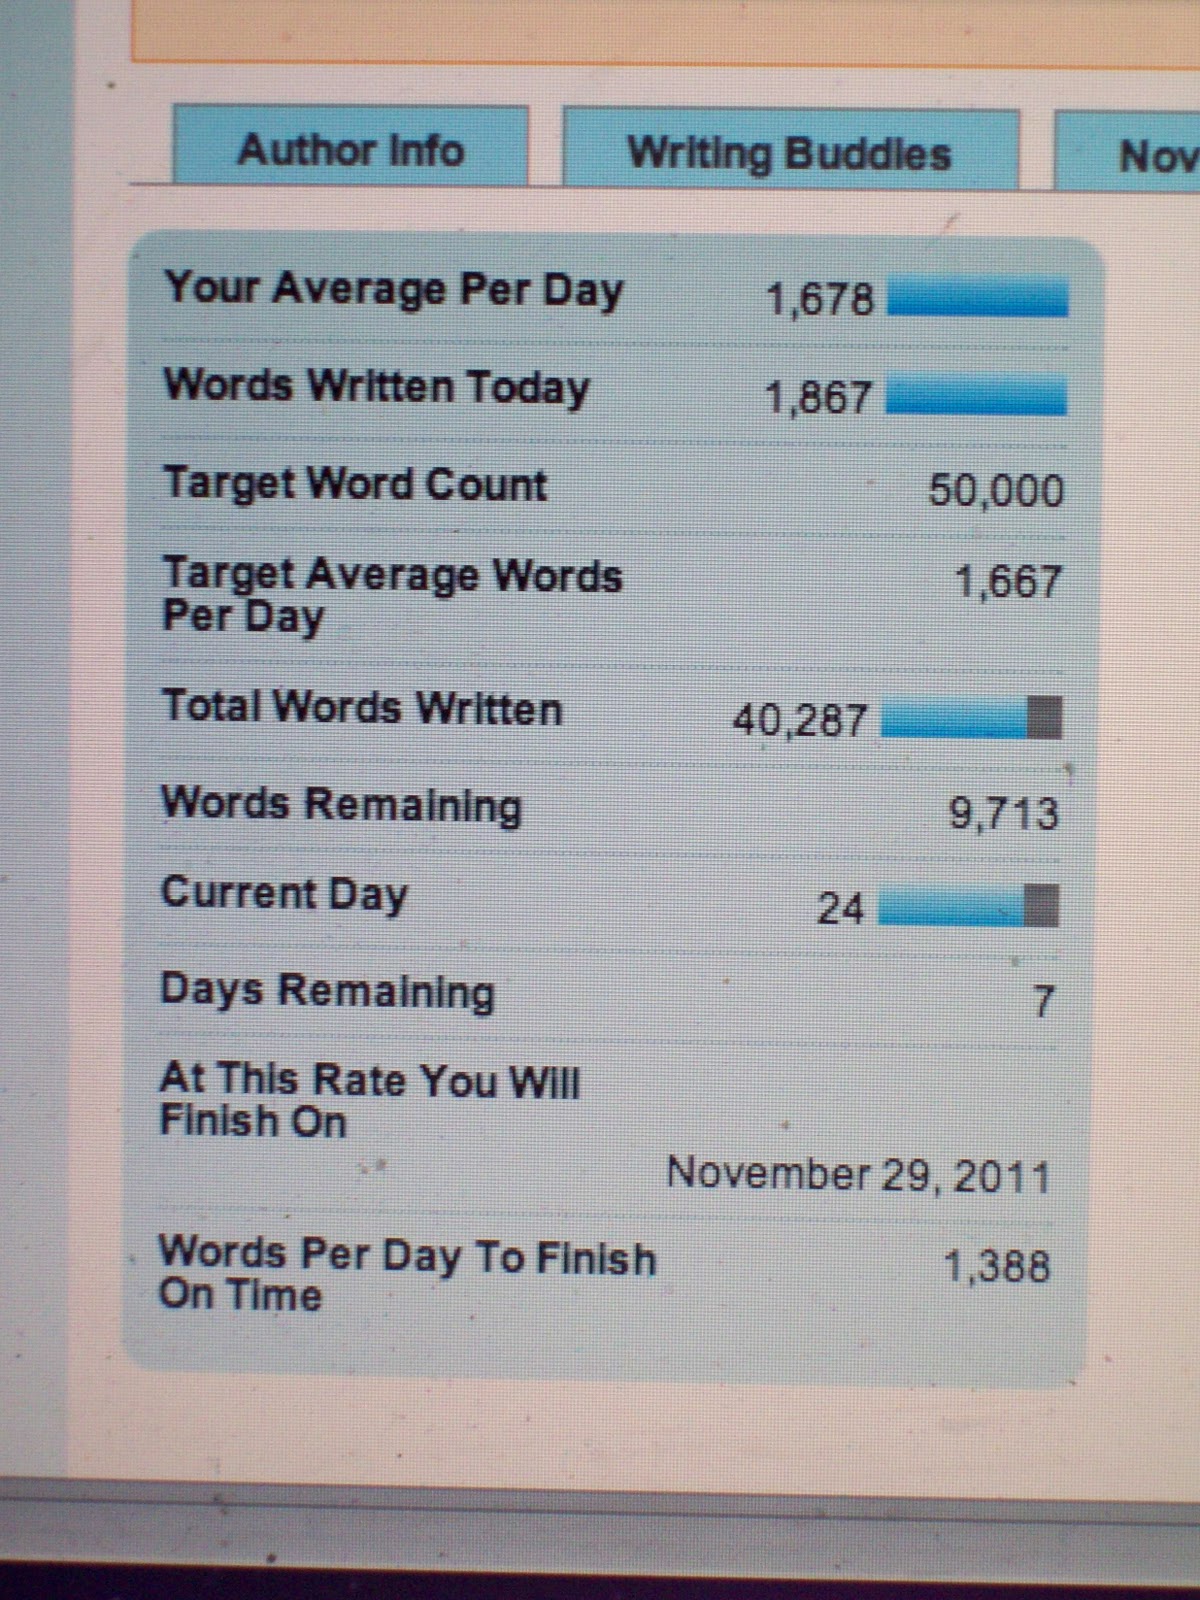 Author Info Writing Buddies Nov
Your Average Per Day 1,678
Words Written Today 1,867
Target Word Count 50,000
Target Average Words 1,667
Per Day
Total Words Written 40,287
Words Remaining 9,713
Current Day 24
Days Remaining 7
At This Rate You Will
Finish On
November 29, 2011
Words Per Day To Finish 1,388
On Time